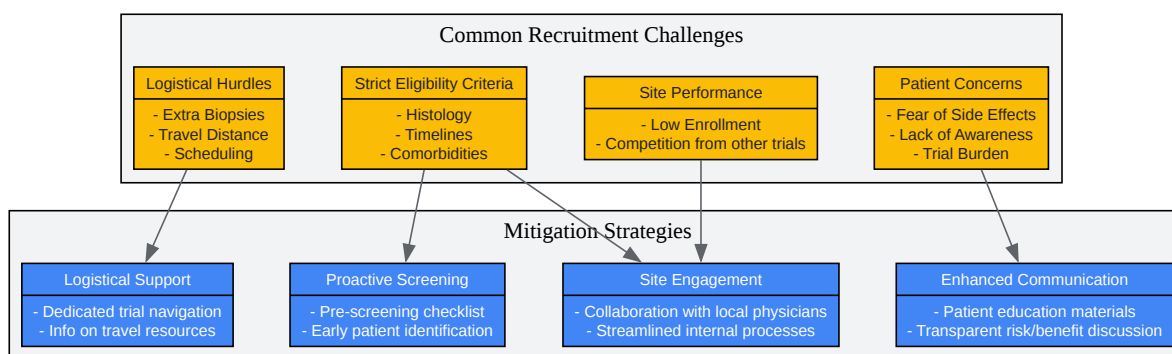 Common Recruitment Challenges
Logistical Hurdles
- Extra Biopsies
- Travel Distance
- Scheduling
Strict Eligibility Criteria
- Histology
- Timelines
- Comorbidities
Site Performance
- Low Enrollment
- Competition from other trials
Patient Concerns
- Fear of Side Effects
- Lack of Awareness
- Trial Burden
Mitigation Strategies
Logistical Support
- Dedicated trial navigation
- Info on travel resources
Proactive Screening
- Pre-screening checklist
- Early patient identification
Site Engagement
- Collaboration with local physicians
- Streamlined internal processes
Enhanced Communication
- Patient education materials
- Transparent risk/benefit discussion